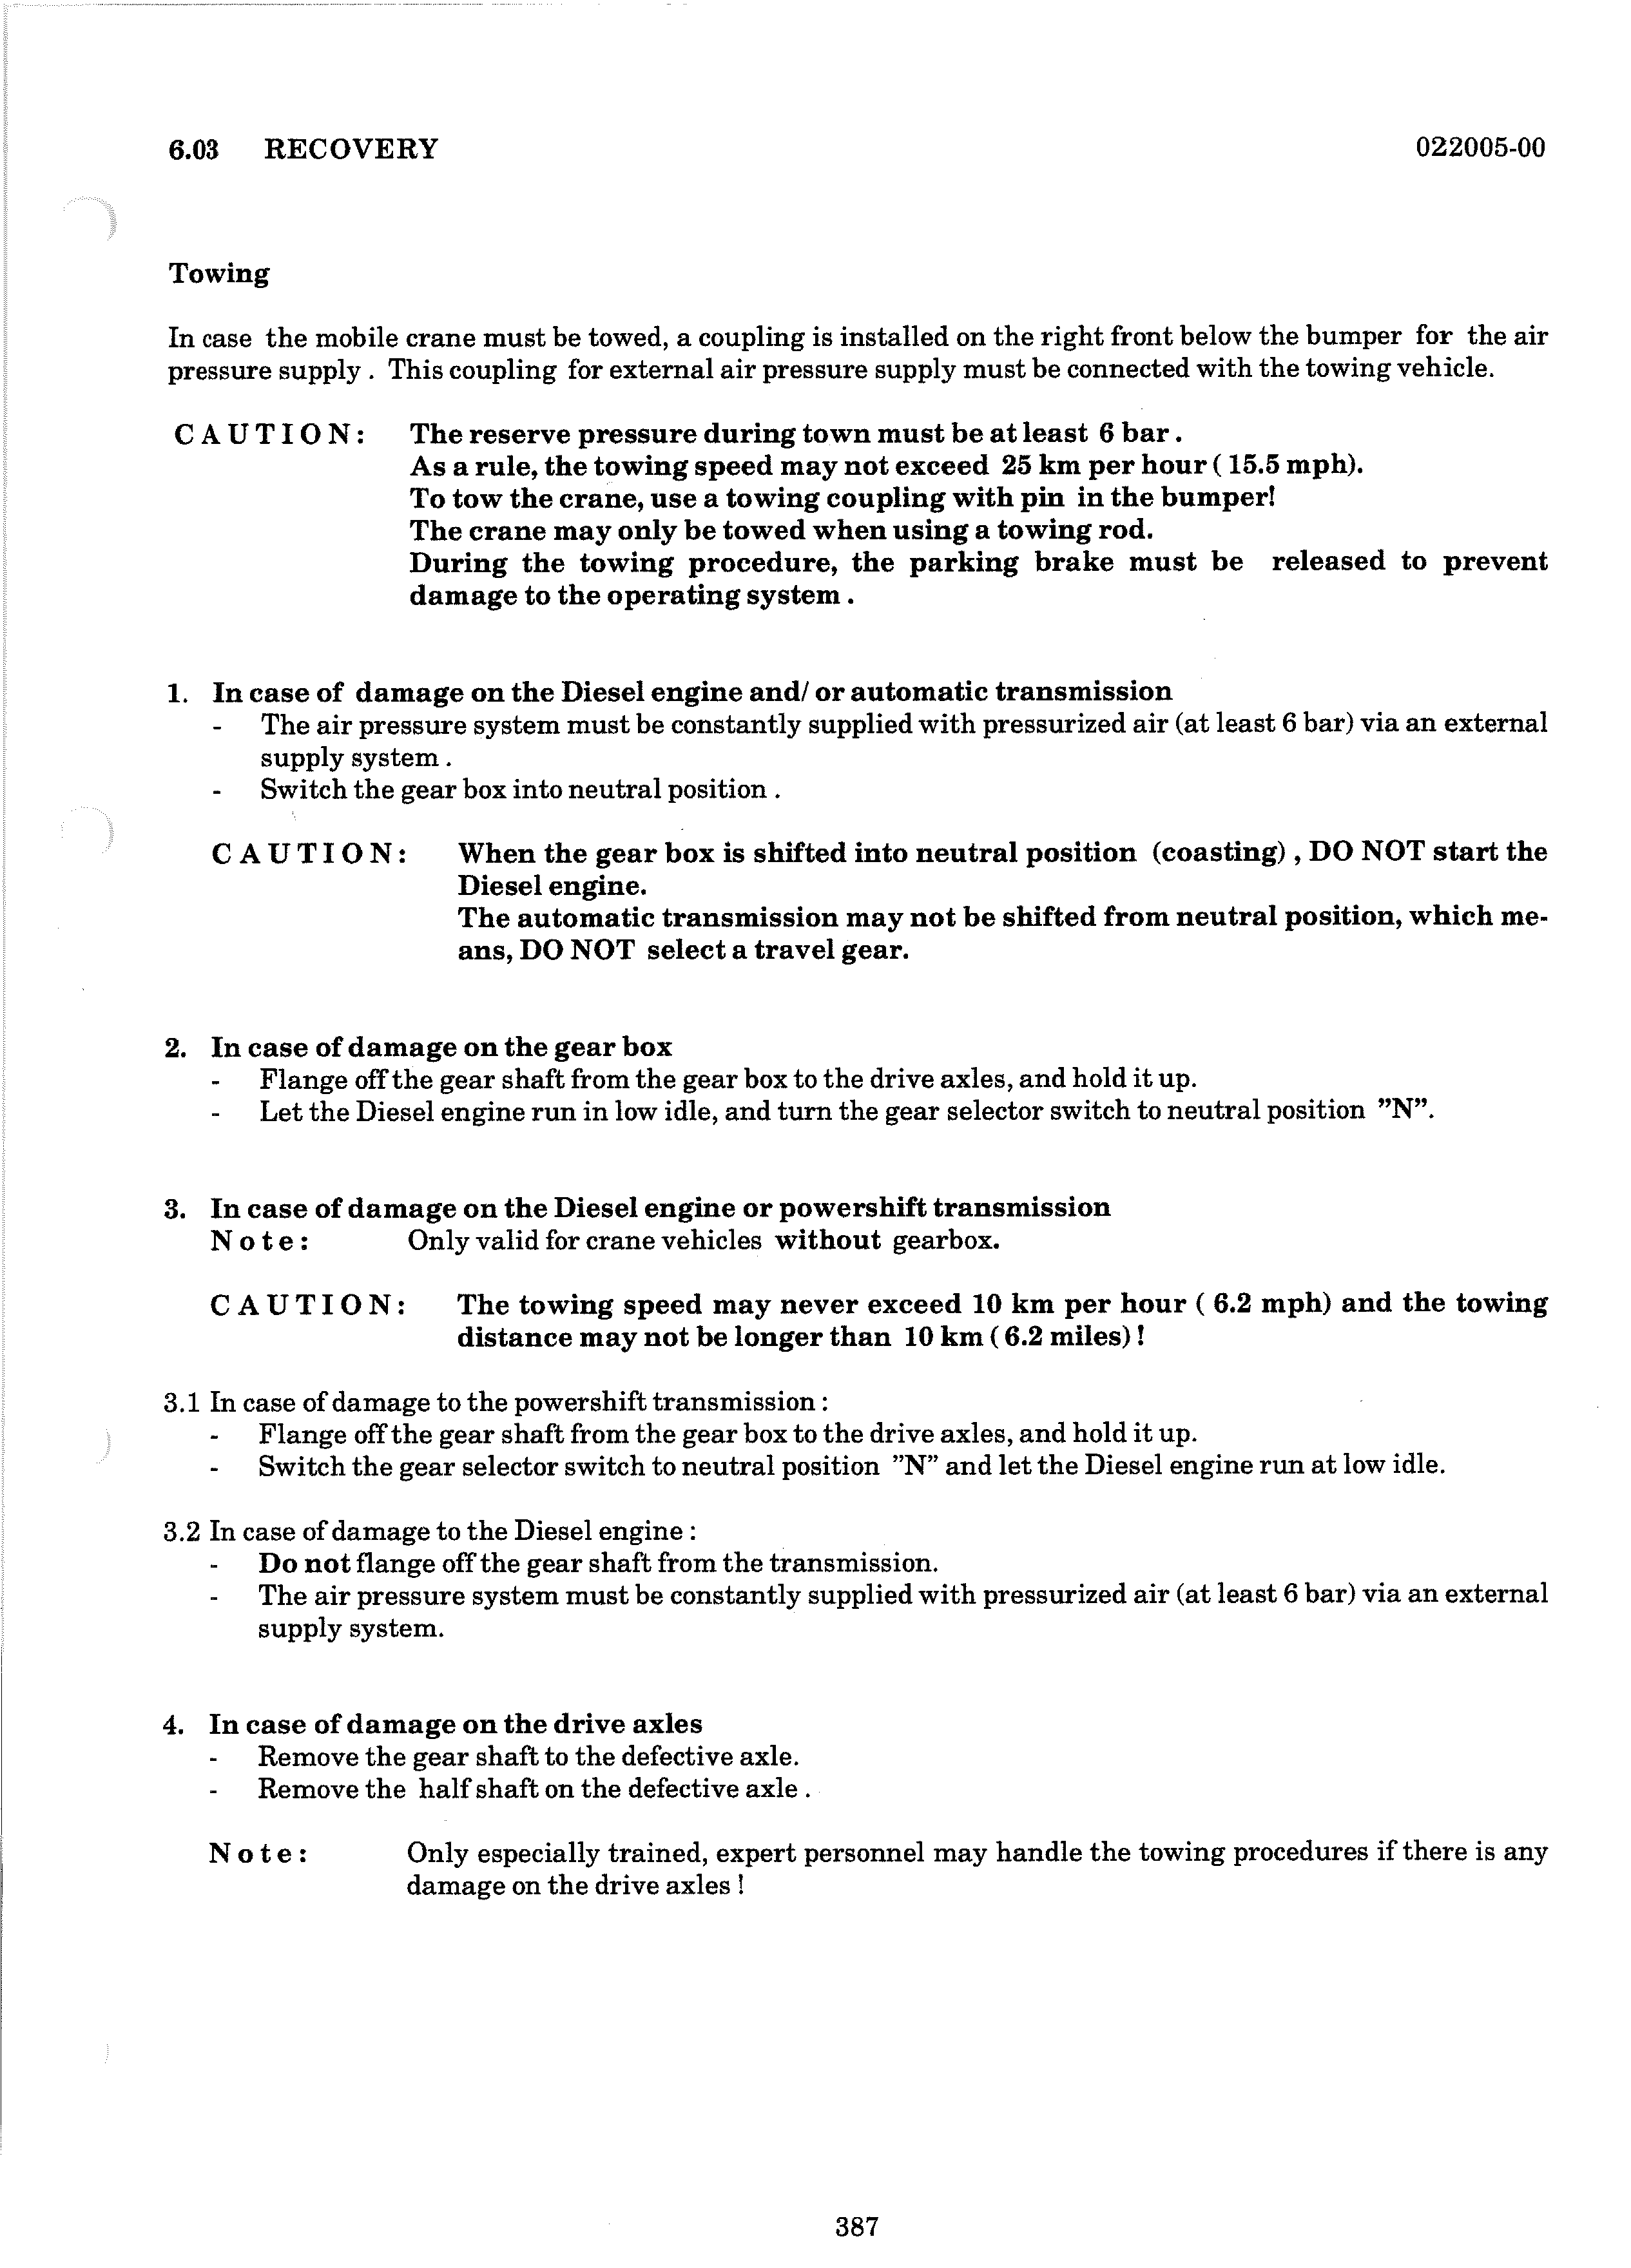 6.03 RECOVERY 022005-00
Towing
In case the mobile crane must be towed, a coupling is installed on the right front below the bumper for the air
pressure supply . This coupling for external air pressure supply must be connected with the towing vehicle.
C A U T I O N : The reserve pressure during town must be at least 6 bar .
As a rule, the towing speed may not exceed 25 km per hour ( 15.5 mph).
To tow the crane, use a towing coupling with pin in the bumper!
The crane may only be towed when using a towing rod.
During the towing procedure, the parking brake must be released to prevent
damage to the operating system .
1. In case of damage on the Diesel engine and/ or automatic transmission
- The air pressure system must be constantly supplied with pressurized air (at least 6 bar) via an external
supply system .
- Switch the gear box into neutral position .
C A U T I O N : When the gear box is shifted into neutral position (coasting) , DO NOT start the
Diesel engine.
The automatic transmission may not be shifted from neutral position, which me-
ans, DO NOT select a travel gear.
2. In case of damage on the gear box
- Flange off the gear shaft from the gear box to the drive axles, and hold it up.
- Let the Diesel engine run in low idle, and turn the gear selector switch to neutral position ”N”.
3. In case of damage on the Diesel engine or powershift transmission
N o t e : Only valid for crane vehicles without gearbox.
C A U T I O N : The towing speed may never exceed 10 km per hour ( 6.2 mph) and the towing
distance may not be longer than 10 km ( 6.2 miles) !
3.1 In case of damage to the powershift transmission :
- Flange off the gear shaft from the gear box to the drive axles, and hold it up.
- Switch the gear selector switch to neutral position ”N” and let the Diesel engine run at low idle.
3.2 In case of damage to the Diesel engine :
- Do not flange off the gear shaft from the transmission.
- The air pressure system must be constantly supplied with pressurized air (at least 6 bar) via an external
supply system.
4. In case of damage on the drive axles
- Remove the gear shaft to the defective axle.
- Remove the half shaft on the defective axle .
N o t e : Only especially trained, expert personnel may handle the towing procedures if there is any
damage on the drive axles !
387